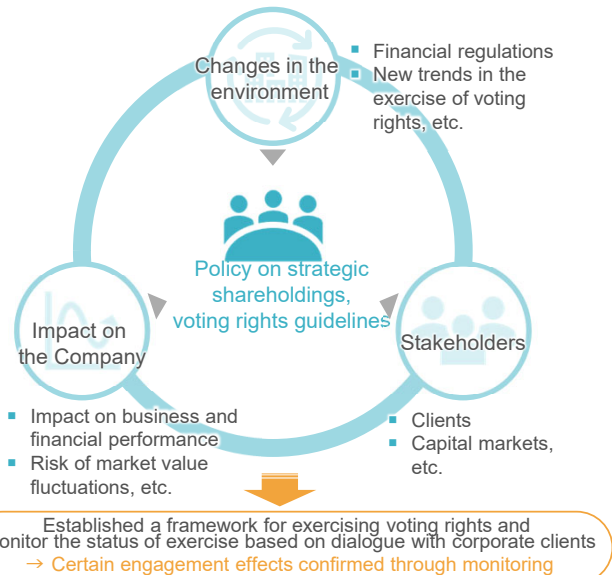 Changes in the
environment
▪ Financial regulations
▪ New trends in the
exercise of voting
rights, etc.
Policy on strategic
shareholdings,
voting rights guidelines
Impact on
the Company
Stakeholders
▪ Impact on business and
financial performance
▪ Risk of market value
fluctuations, etc.
▪ Clients
▪ Capital markets,
etc.
Established a framework for exercising voting rights and
onitor the status of exercise based on dialogue with corporate clients
→ Certain engagement effects confirmed through monitoring